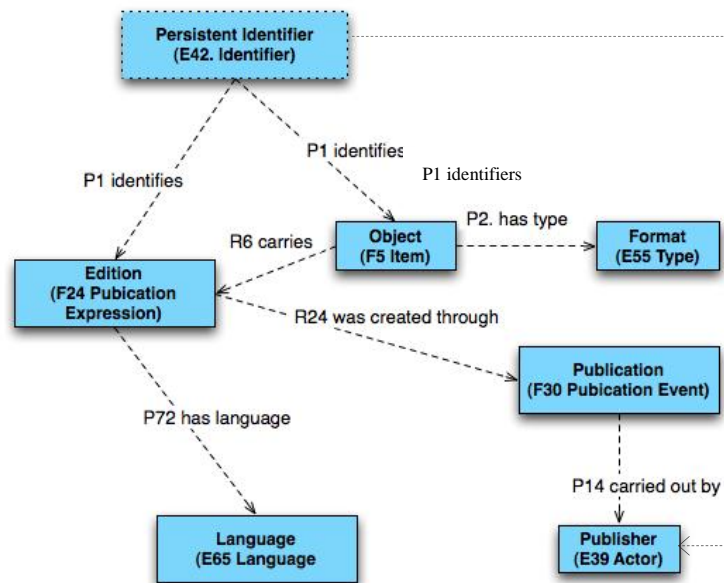 Persistent Identifier
(E42. Identifier)
P1 identifies
P1 identifiers
P1 identifies
P2. has type
R6 carries
Object
(F5 Item)
Format
(E55 Type)
Edition
(F24 Pubication
Expression)
R24 was created through
Publication
(F30 Pubication Event)
P72 has language
P14 carried out by
Language
(E65 Language
Publisher
(E39 Actor)